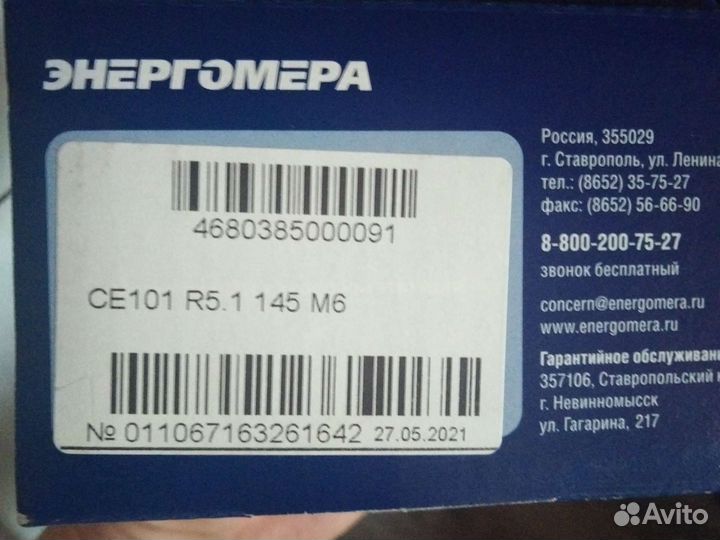 ЭНЕРГОМЕРА
4680385000091
CE101 R5.1 145 M6
№ 011067163261642 27.05.2021
Россия, 355029
г. Ставрополь, ул. Ленина
тел.: (8652) 35-75-27
факс: (8652) 56-66-90
8-800-200-75-27
звонок бесплатный
concern@energomera.ru
www.energomera.ru
Гарантийное обслуживан
357106, Ставропольский к
г. Невинномысск
ул. Гагарина, 217
Avito